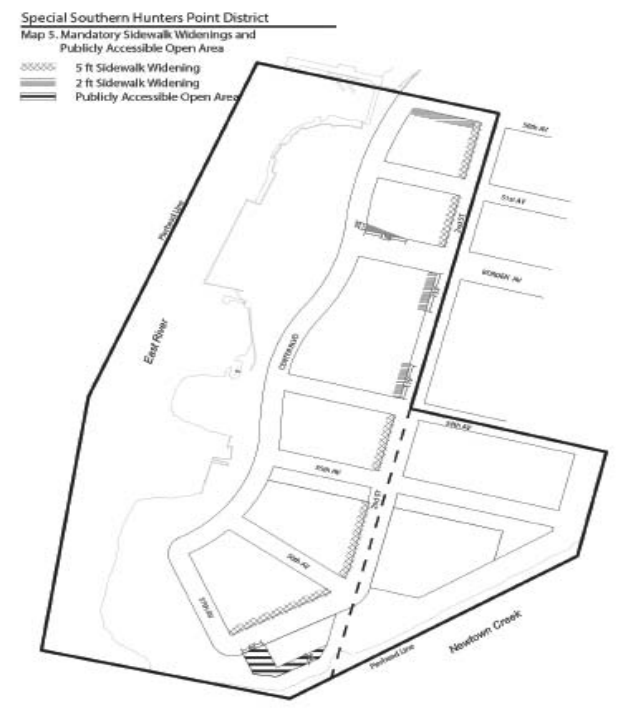 Special Southern Hunters Point District
Map 5. Mandatory Sidewalk Widenings and
Publicly Accessible Open Area
5 ft Sidewalk Widening
2 ft Sidewalk Widening
Publicly Accessible Open Area
50th AV
51st AV
Pierhead Line
2nd ST
BORDEN AV
East River
CENTER BLVD
54th AV
55th AV
2nd ST
56th AV
57th AV
Newtown Creek
Pierhead Line